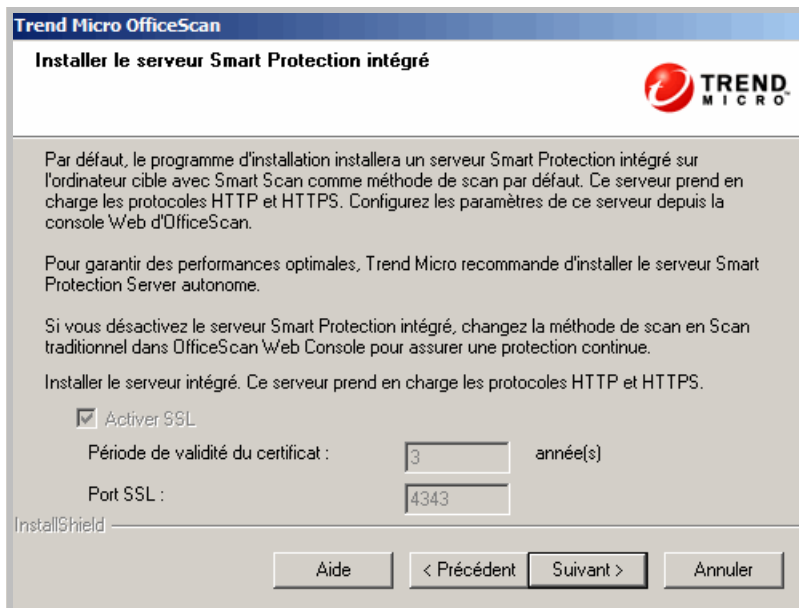 Trend Micro OfficeScan
Installer le serveur Smart Protection intégré
TREND
MICRO™
Par défaut, le programme d'installation installera un serveur Smart Protection intégré sur
l'ordinateur cible avec Smart Scan comme méthode de scan par défaut. Ce serveur prend en
charge les protocoles HTTP et HTTPS. Configurez les paramètres de ce serveur depuis la
console Web d'OfficeScan.
Pour garantir des performances optimales, Trend Micro recommande d'installer le serveur Smart
Protection Server autonome.
Si vous désactivez le serveur Smart Protection intégré, changez la méthode de scan en Scan
traditionnel dans OfficeScan Web Console pour assurer une protection continue.
Installer le serveur intégré. Ce serveur prend en charge les protocoles HTTP et HTTPS.
Activer SSL
Période de validité du certificat : 3 année(s)
Port SSL : 4343
InstallShield
Aide < Précédent Suivant > Annuler